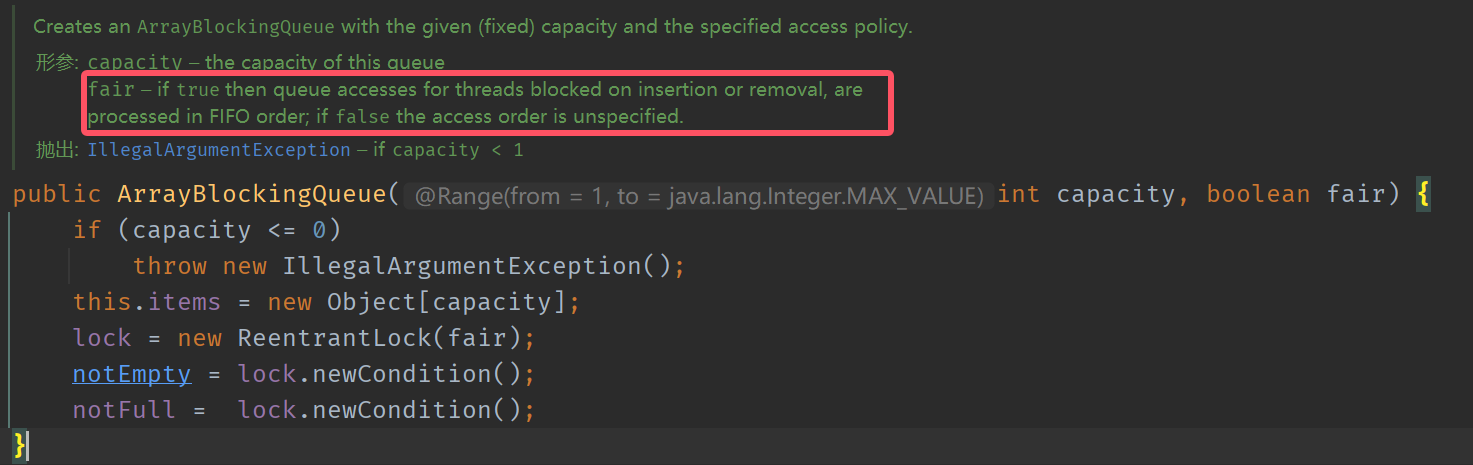 Creates an ArrayBlockingQueue with the given (fixed) capacity and the specified access policy.
形参: capacity – the capacity of this queue
fair – if true then queue accesses for threads blocked on insertion or removal, are
processed in FIFO order; if false the access order is unspecified.
抛出: IllegalArgumentException – if capacity < 1
public ArrayBlockingQueue( @Range(from = 1, to = java.lang.Integer.MAX_VALUE) int capacity, boolean fair) {
    if (capacity <= 0)
        throw new IllegalArgumentException();
    this.items = new Object[capacity];
    lock = new ReentrantLock(fair);
    notEmpty = lock.newCondition();
    notFull =  lock.newCondition();
}